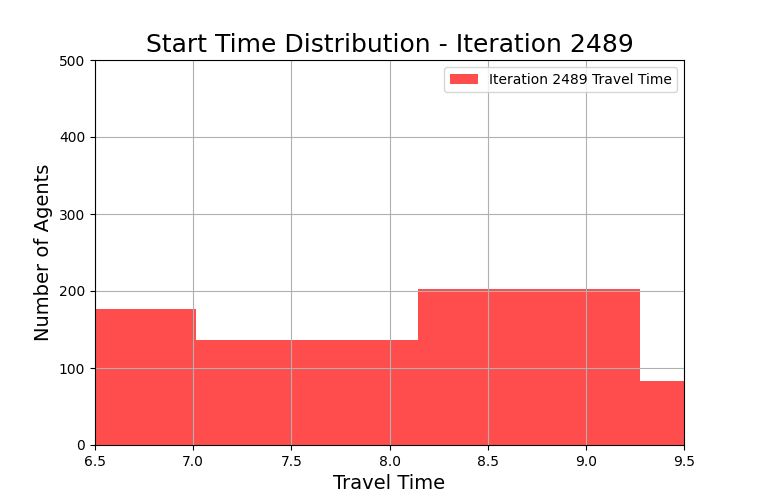 Start Time Distribution - Iteration 2489
500
400
300
200
100
0
Number of Agents
Iteration 2489 Travel Time
6.5 7.0 7.5 8.0 8.5 9.0 9.5
Travel Time